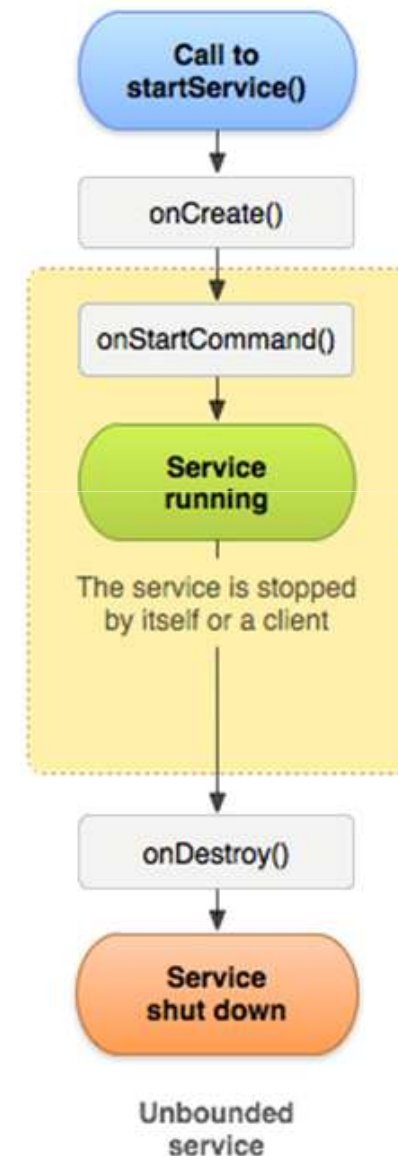 Call to
startService()
onCreate()
onStartCommand()
Service
running
The service is stopped
by itself or a client
onDestroy()
Service
shut down
Unbounded
service